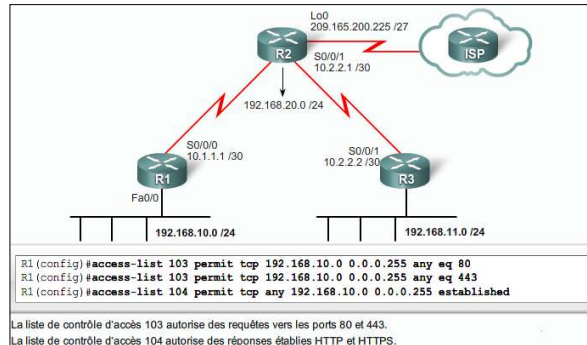 Lo0
209.165.200.225 /27
R2
ISP
S0/0/1
10.2.2.1 /30
192.168.20.0 /24
S0/0/0
10.1.1.1 /30
S0/0/1
10.2.2.2 /30
R1
R3
Fa0/0
192.168.10.0 /24
192.168.11.0 /24
R1(config)#access-list 103 permit tcp 192.168.10.0 0.0.0.255 any eq 80
R1(config)#access-list 103 permit tcp 192.168.10.0 0.0.0.255 any eq 443
R1(config)#access-list 104 permit tcp any 192.168.10.0 0.0.0.255 established
La liste de contrôle d'accès 103 autorise des requêtes vers les ports 80 et 443.
La liste de contrôle d'accès 104 autorise des réponses établies HTTP et HTTPS.